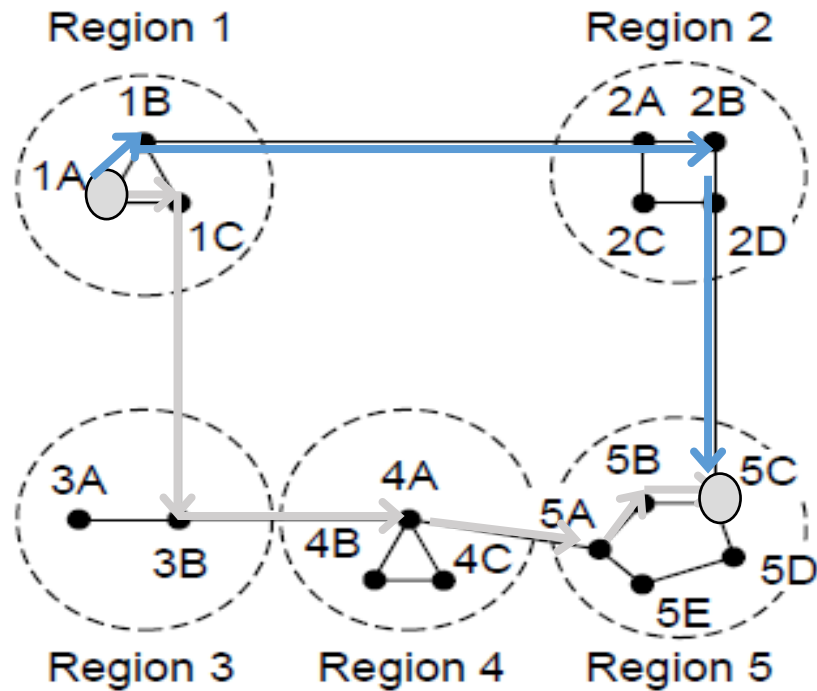 Region 1
Region 2
1B
2A 2B
1A
1C
2C
2D
3A
4A
5B
5C
5A
3B
4B
4C
5D
5E
Region 3
Region 4
Region 5